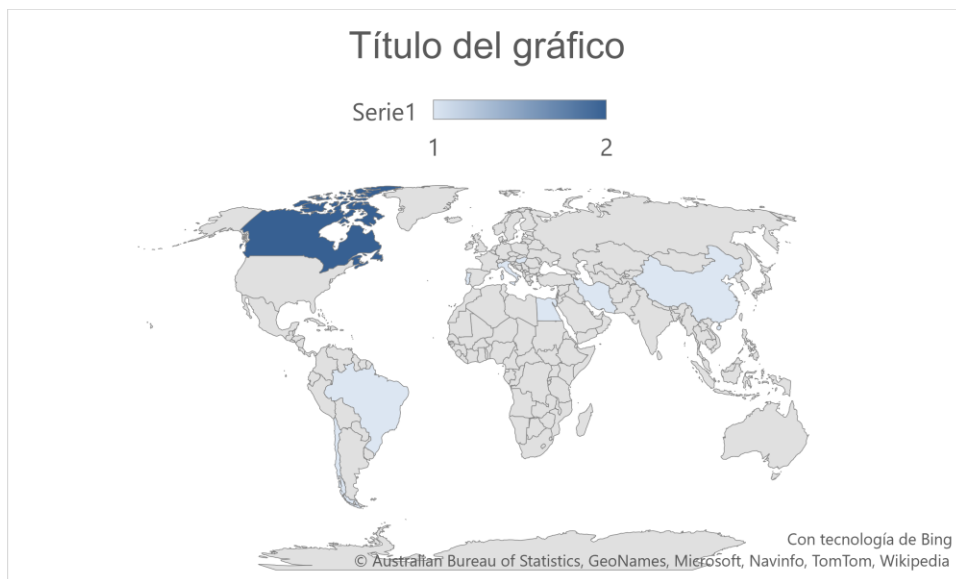 Título del gráfico
Serie1
1 2
Con tecnología de Bing
© Australian Bureau of Statistics, GeoNames, Microsoft, Navinfo, TomTom, Wikipedia